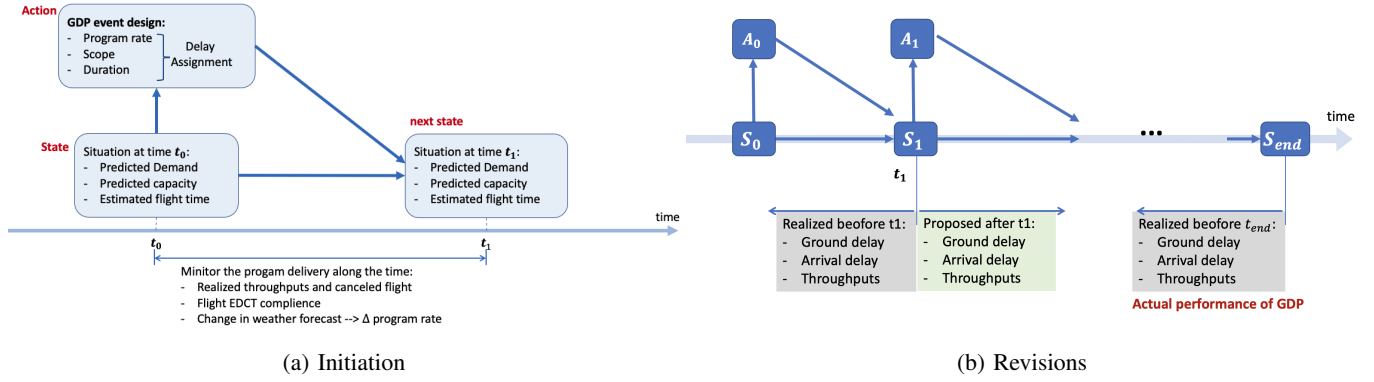 Action
GDP event design:
- Program rate
- Scope
- Duration
Delay
Assignment
next state
State
Situation at time t0:
- Predicted Demand
- Predicted capacity
- Estimated flight time
Situation at time t1:
- Predicted Demand
- Predicted capacity
- Estimated flight time
time
t0
t1
Minitor the progam delivery along the time:
- Realized throughputs and canceled flight
- Flight EDCT complience
- Change in weather forecast --> Δ program rate
(a) Initiation
A0
A1
time
S0
S1
...
Send
t1
Realized beofore t1:
- Ground delay
- Arrival delay
- Throughputs
Proposed after t1:
- Ground delay
- Arrival delay
- Throughputs
Realized beofore tend:
- Ground delay
- Arrival delay
- Throughputs
Actual performance of GDP
(b) Revisions